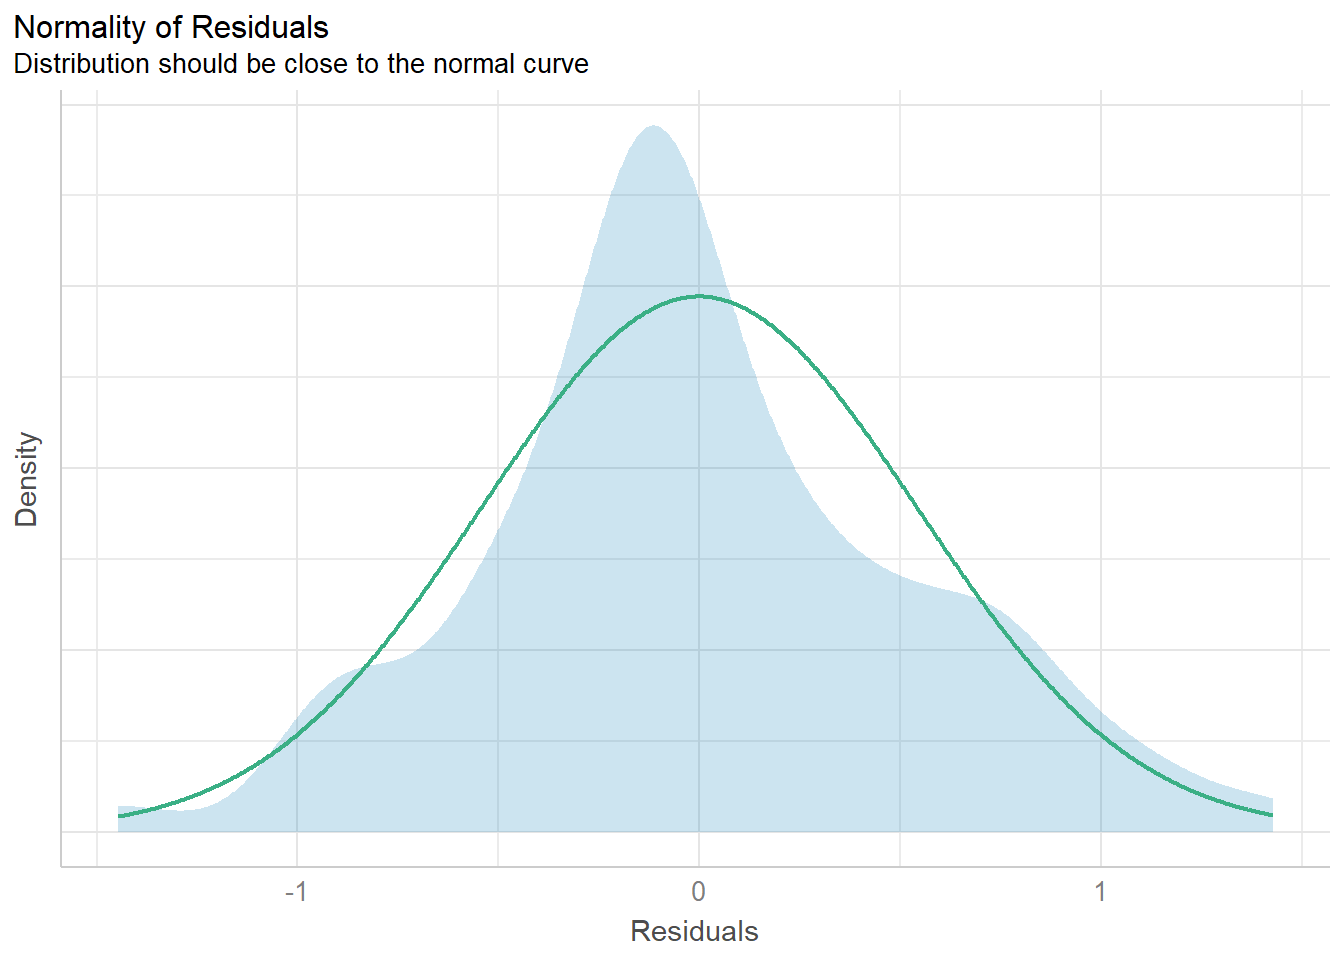 Normality of Residuals
Distribution should be close to the normal curve
Density
-1
0
1
Residuals